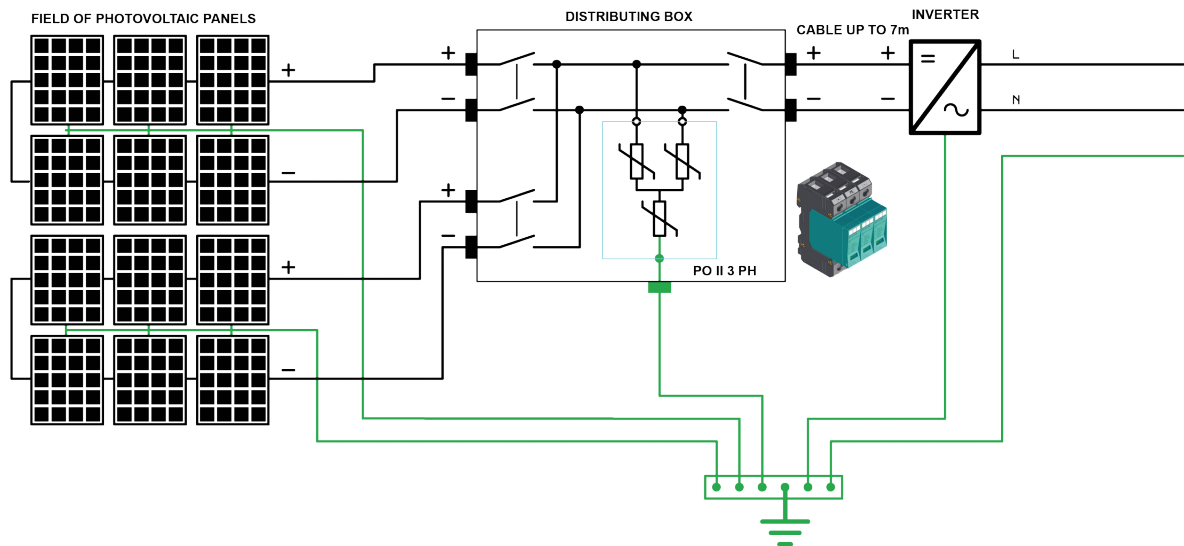 FIELD OF PHOTOVOLTAIC PANELS
DISTRIBUTING BOX
INVERTER
CABLE UP TO 7m
+
+
+
+
−
−
−
−
L
N
+
−
+
−
+
−
PO II 3 PH